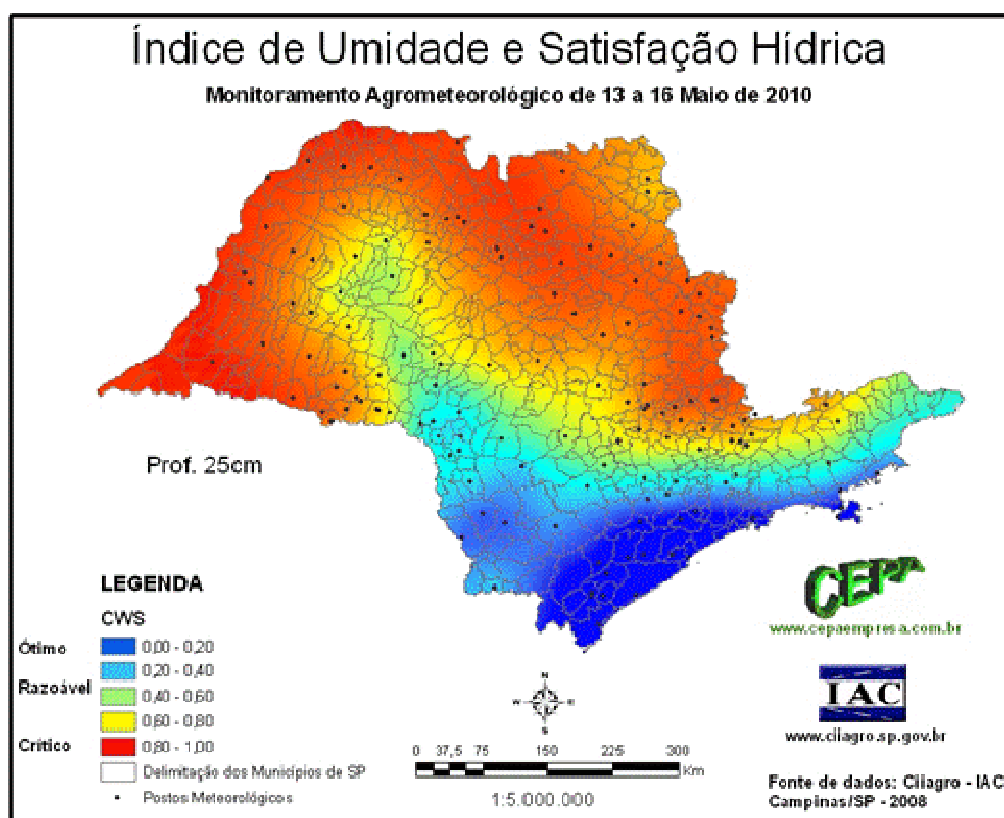 Índice de Umidade e Satisfação Hídrica
Monitoramento Agrometeorológico de 13 a 16 Maio de 2010
Prof. 25cm
LEGENDA
CWS
Ótimo 0,00 - 0,20
0,20 - 0,40
Razoável 0,40 - 0,60
0,60 - 0,80
Crítico 0,80 - 1,00
Delimitação dos Municípios de SP
Postos Meteorológicos
N
W E
S
0 37,5 75 150 225 300
Km
1:5.000.000
CEPA
www.cepaempresa.com.br
IAC
www.ciiagro.sp.gov.br
Fonte de dados: Ciiagro - IAC
Campinas/SP - 2008